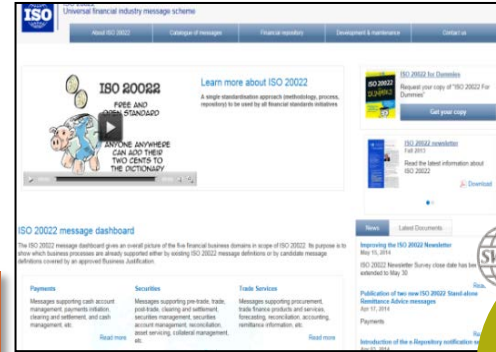 ISO
Universal financial industry message scheme
About ISO 20022
Catalogue of messages
Financial repository
Development & maintenance
Contact us
ISO 20022
FREE AND
OPEN STANDARD
ANYONE ANYWHERE
CAN ADD THEIR
TWO CENTS TO
THE DICTIONARY
Learn more about ISO 20022
A single standardisation approach (methodology, process,
repository) to be used by all financial standards initiatives
ISO 20022
DUMMIES
ISO 20022 for Dummies
Request your copy of "ISO 20022 For
Dummies"
Get your copy
ISO 20022 newsletter
Fall 2013
Read the latest information about
ISO 20022
Download
ISO 20022 message dashboard
The ISO 20022 message dashboard gives an overall picture of the five financial business domains in scope of ISO 20022. Its purpose is to
show which business processes are already supported either by existing ISO 20022 message definitions or by candidate message
definitions covered by an approved Business Justification.
Payments
Messages supporting cash account
management, payments initiation,
clearing and settlement, and cash
management, etc.
Read more
Securities
Messages supporting pre-trade, trade,
post-trade, clearing and settlement,
securities management, securities
account management, reconciliation,
asset servicing, collateral management,
etc.
Trade Services
Messages supporting procurement,
trade finance products and services,
forecasting, reconciliation, accounting,
remittance information, etc.
Read more
News
Latest Documents
Improving the ISO 20022 Newsletter
May 15, 2014
ISO 20022 Newsletter Survey close date has been
extended to May 30
Publication of two new ISO 20022 Stand-alone
Remittance Advice messages
Apr 17, 2014
Payments
Introduction of the e-Repository notification